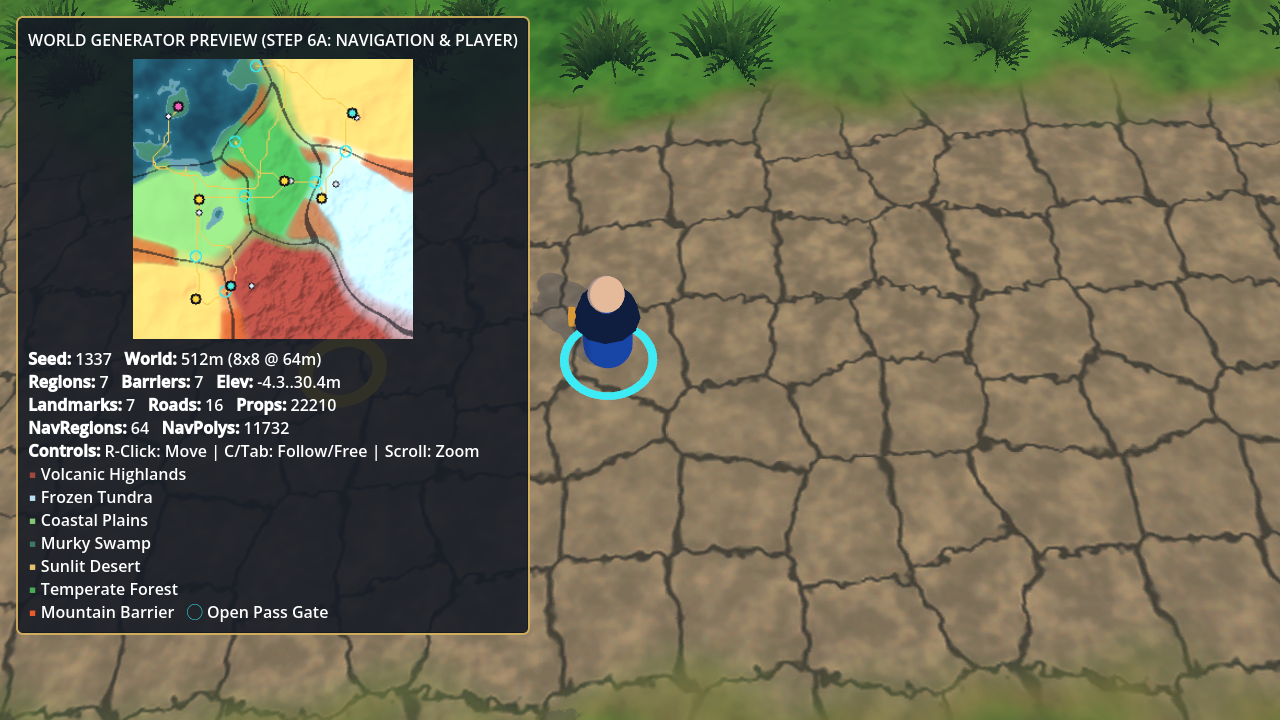 WORLD GENERATOR PREVIEW (STEP 6A: NAVIGATION & PLAYER)
Seed: 1337 World: 512m (8x8 @ 64m)
Regions: 7 Barriers: 7 Elev: -4.3..30.4m
Landmarks: 7 Roads: 16 Props: 22210
NavRegions: 64 NavPolys: 11732
Controls: R-Click: Move | C/Tab: Follow/Free | Scroll: Zoom
Volcanic Highlands
Frozen Tundra
Coastal Plains
Murky Swamp
Sunlit Desert
Temperate Forest
Mountain Barrier Open Pass Gate